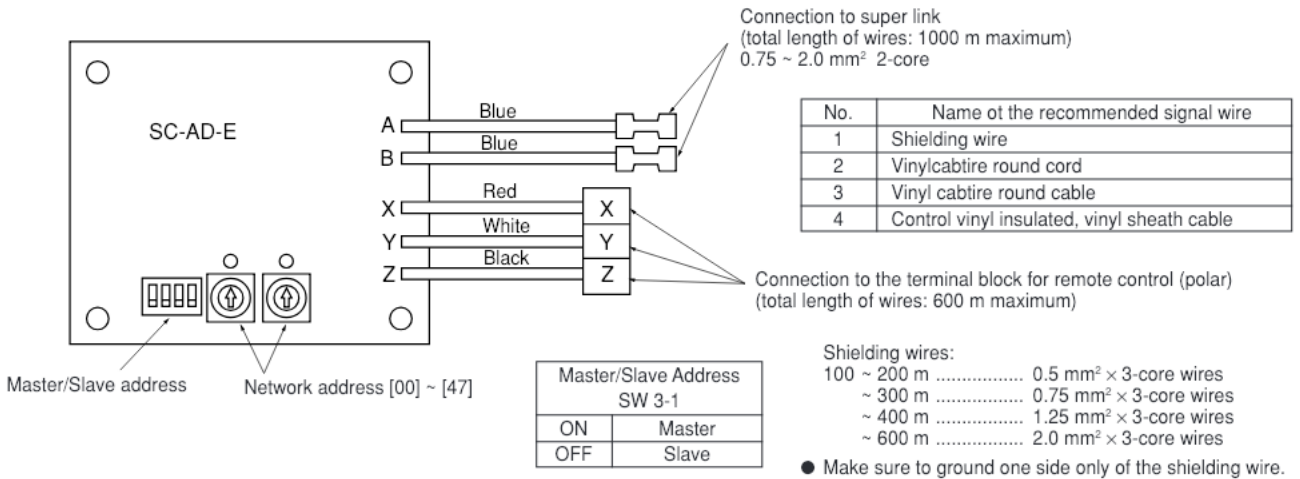 Connection to super link
(total length of wires: 1000 m maximum)
0.75 ~ 2.0 mm² 2-core
SC-AD-E
A
Blue
B
Blue
X
Red
X
Y
White
Y
Z
Black
Z
No. Name ot the recommended signal wire
1 Shielding wire
2 Vinylcabtire round cord
3 Vinyl cabtire round cable
4 Control vinyl insulated, vinyl sheath cable
Connection to the terminal block for remote control (polar)
(total length of wires: 600 m maximum)
Master/Slave address
Network address [00] ~ [47]
Master/Slave Address
SW 3-1
ON Master
OFF Slave
Shielding wires:
100 ~ 200 m ................. 0.5 mm² × 3-core wires
~ 300 m ................. 0.75 mm² × 3-core wires
~ 400 m ................. 1.25 mm² × 3-core wires
~ 600 m ................. 2.0 mm² × 3-core wires
● Make sure to ground one side only of the shielding wire.